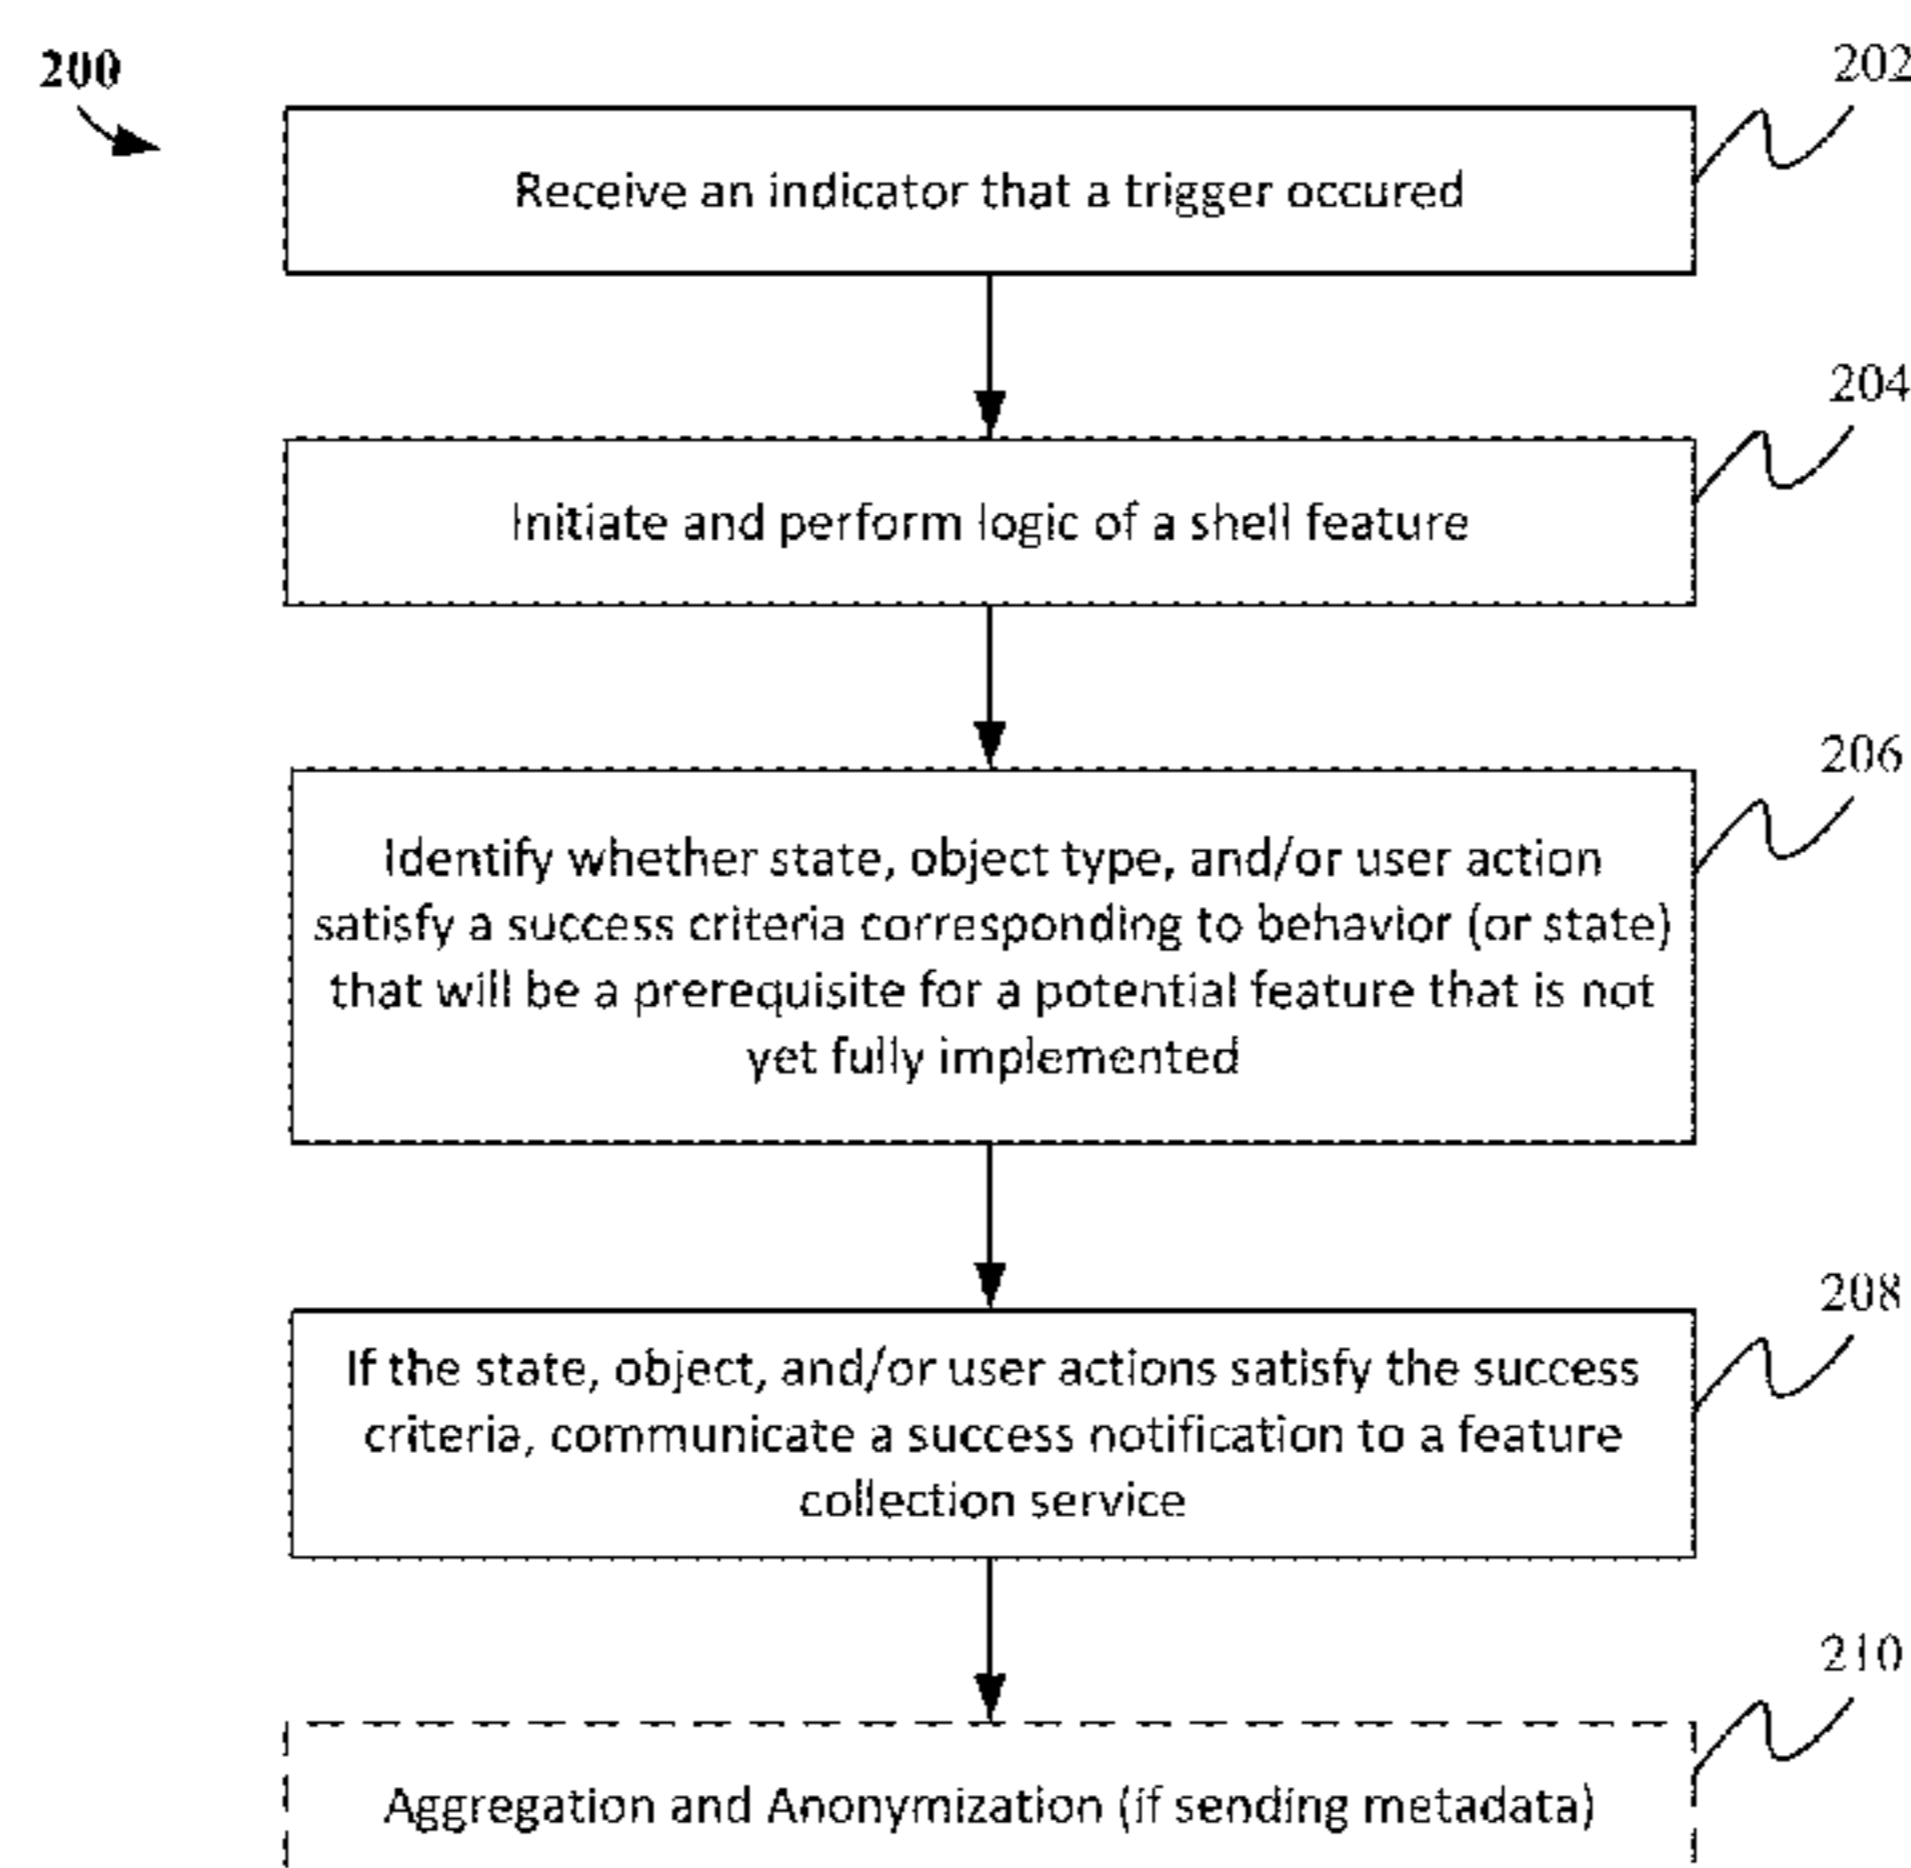 200
202
Receive an indicator that a trigger occured
204
Initiate and perform logic of a shell feature
206
Identify whether state, object type, and/or user action
satisfy a success criteria corresponding to behavior (or state)
that will be a prerequisite for a potential feature that is not
yet fully implemented
208
If the state, object, and/or user actions satisfy the success
criteria, communicate a success notification to a feature
collection service
210
Aggregation and Anonymization (if sending metadata)